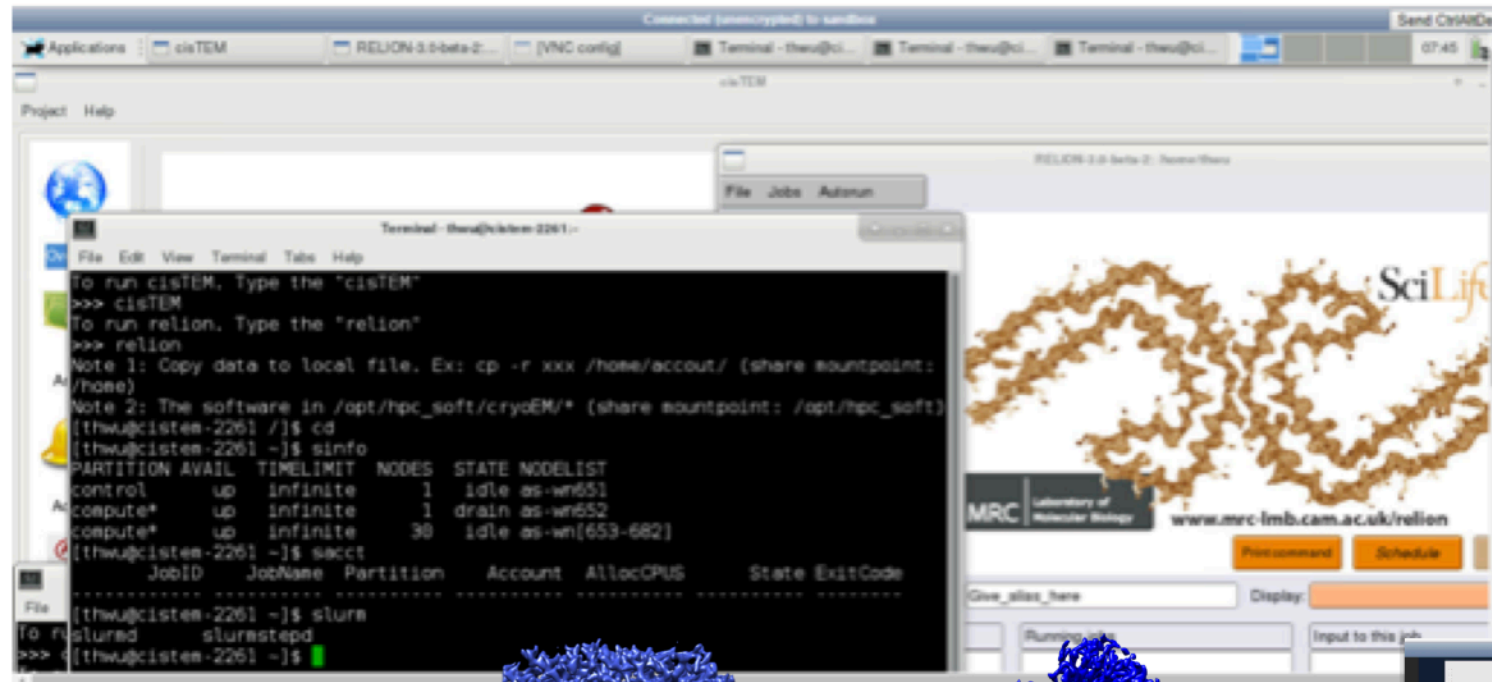 Connected (unencrypted) to sandbox
Send CtrlAltDe
Applications
cisTEM
RELION-3.0-beta-2:...
[VNC config]
Terminal - thwu@ci...
Terminal - thwu@ci...
Terminal - thwu@ci...
07:45
cisTEM
Project Help
RELION-3.0-beta-2: /home/thwu
File Jobs Autorun
Terminal - thwu@cistem-2261:~
File Edit View Terminal Tabs Help
To run cisTEM. Type the "cisTEM"
>>> cisTEM
To run relion. Type the "relion"
>>> relion
Note 1: Copy data to local file. Ex: cp -r xxx /home/accout/ (share mountpoint:
/home)
Note 2: The software in /opt/hpc_soft/cryoEM/* (share mountpoint: /opt/hpc_soft)
[thwu@cistem-2261 /]$ cd
[thwu@cistem-2261 ~]$ sinfo
PARTITION AVAIL TIMELIMIT NODES STATE NODELIST
control up infinite 1 idle as-wn651
compute* up infinite 1 drain as-wn652
compute* up infinite 30 idle as-wn[653-682]
[thwu@cistem-2261 ~]$ sacct
JobID JobName Partition Account AllocCPUS State ExitCode
------------ ---------- ---------- ---------- ---------- ---------- --------
[thwu@cistem-2261 ~]$ slurm
slurmd slurmstepd
[thwu@cistem-2261 ~]$
File
To ru
>>>
SciLife
MRC Laboratory of Molecular Biology
www.mrc-lmb.cam.ac.uk/relion
Print command
Schedule
Give_alias_here
Display:
Running jobs
Input to this job